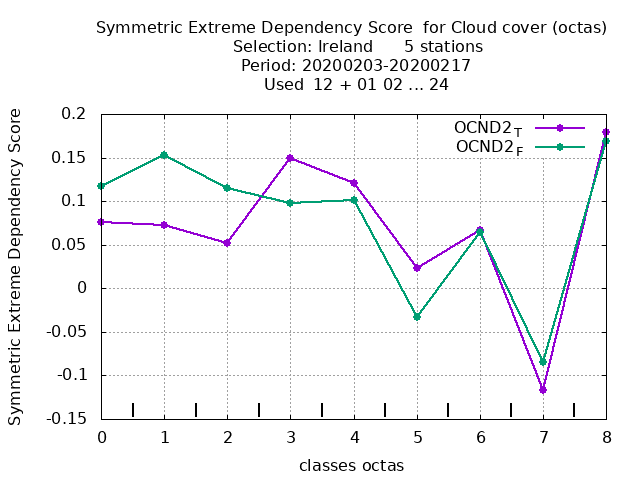 Symmetric Extreme Dependency Score  for Cloud cover (octas)
Selection: Ireland      5 stations
Period: 20200203-20200217
Used  12 + 01 02 ... 24
OCND2_T
OCND2_F
Symmetric Extreme Dependency Score
0.2
0.15
0.1
0.05
0
-0.05
-0.1
-0.15
0 1 2 3 4 5 6 7 8
classes octas